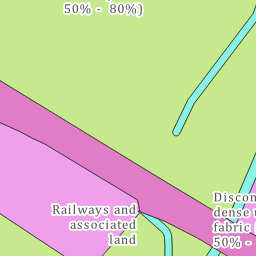 50% -  80%)
Railways and
associated
land
Discon
dense u
fabric
50% -